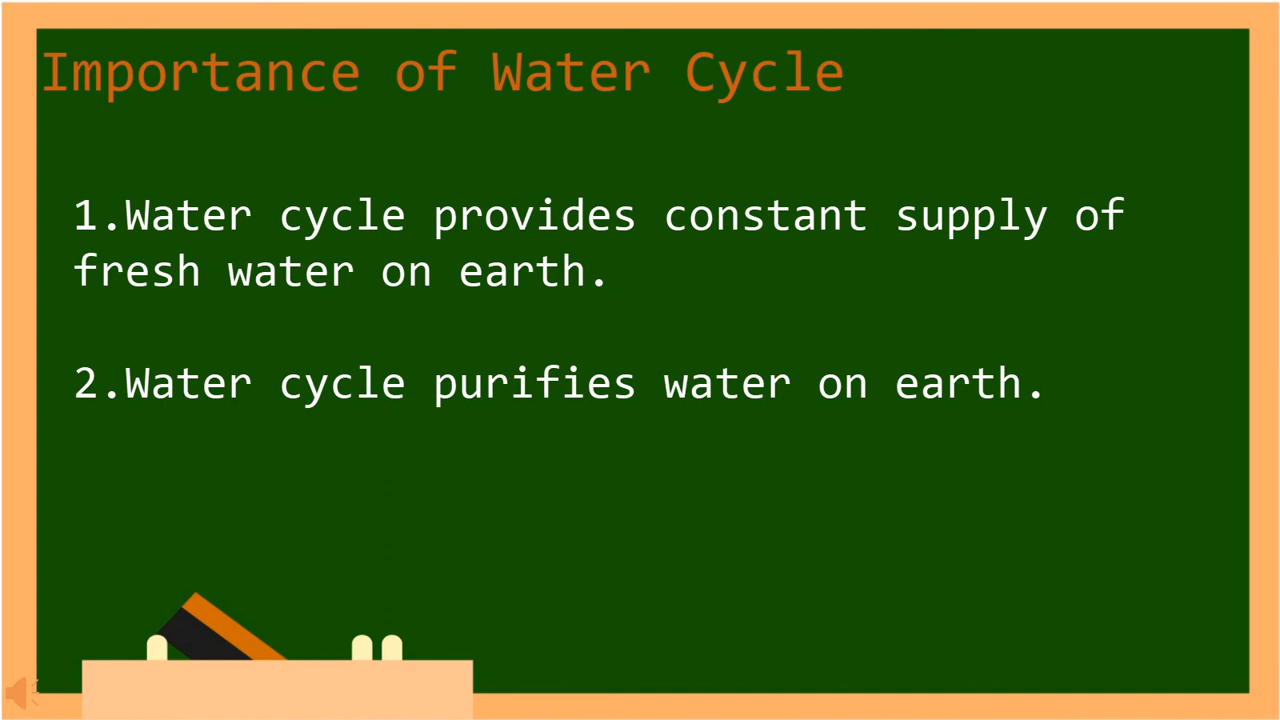 Importance of Water Cycle
1.Water cycle provides constant supply of
fresh water on earth.
2.Water cycle purifies water on earth.